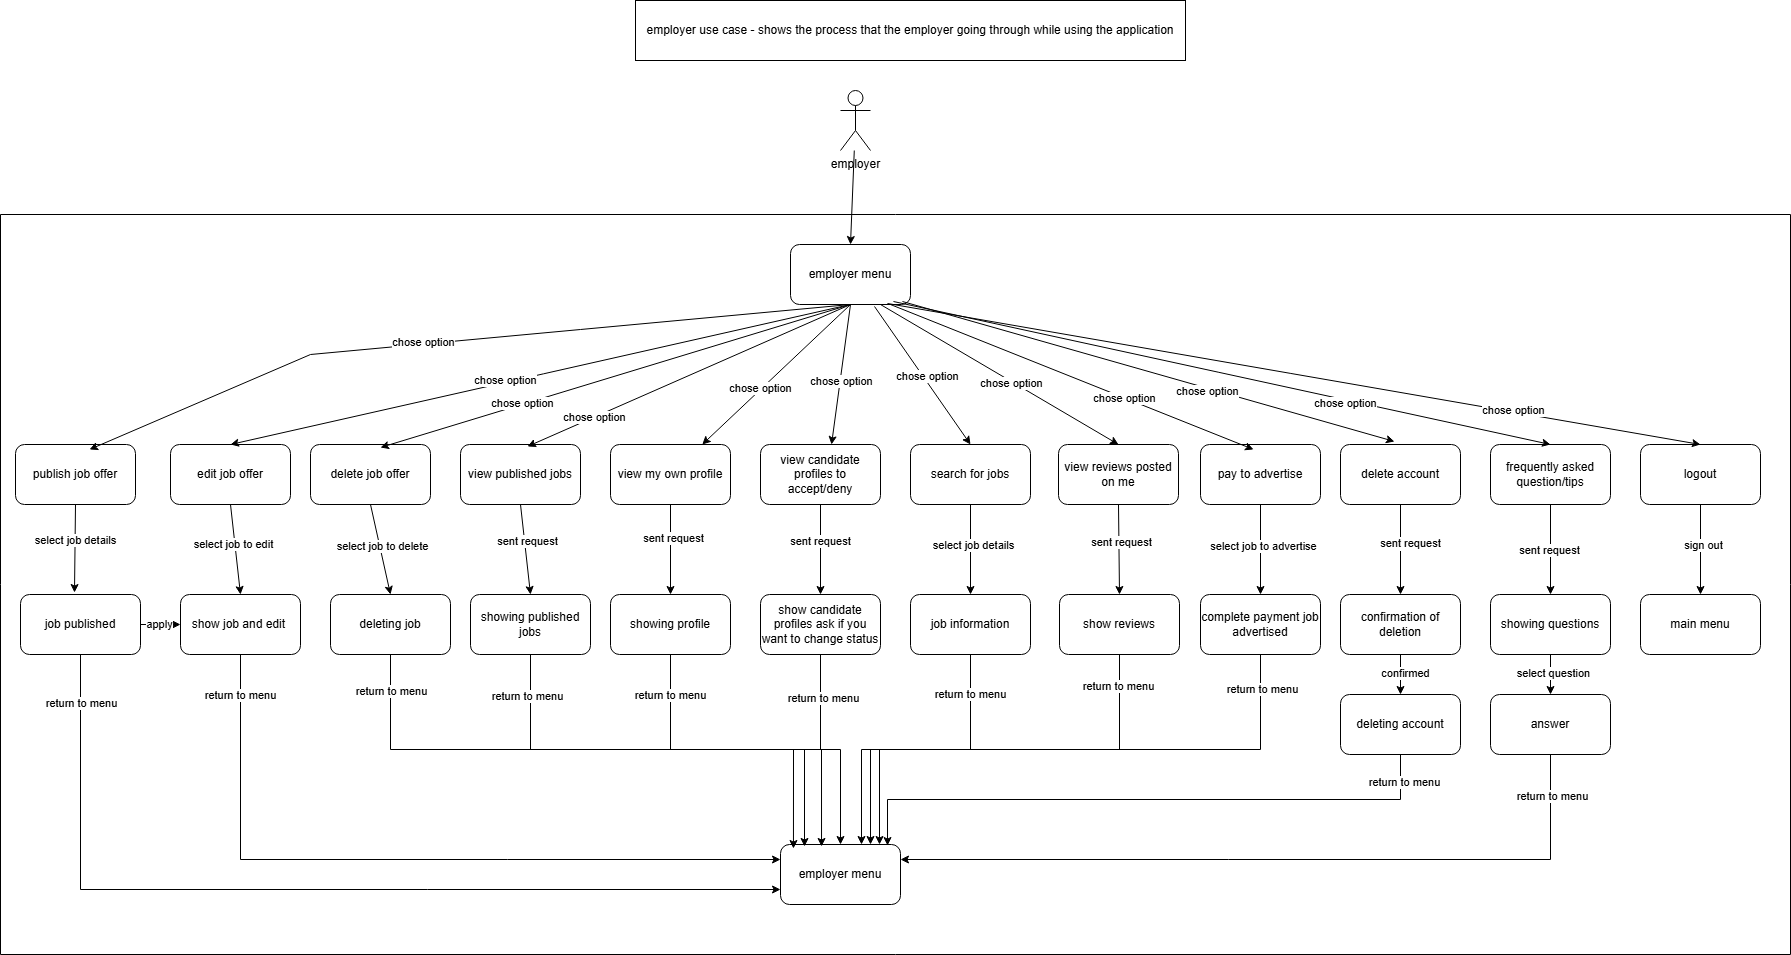 employer use case - shows the process that the employer going through while using the application
employer
employer menu
chose option
chose option
chose option
chose option
chose option
chose option
chose option
chose option
chose option
chose option
chose option
chose option
publish job offer
edit job offer
delete job offer
view published jobs
view my own profile
view candidate
profiles to
accept/deny
search for jobs
view reviews posted
on me
pay to advertise
delete account
frequently asked
question/tips
logout
select job details
select job to edit
select job to delete
sent request
sent request
sent request
select job details
sent request
select job to advertise
sent request
sent request
sign out
job published
apply
show job and edit
deleting job
showing published
jobs
showing profile
show candidate
profiles ask if you
want to change status
job information
show reviews
complete payment job
advertised
confirmation of
deletion
showing questions
main menu
confirmed
select question
return to menu
return to menu
return to menu
return to menu
return to menu
return to menu
return to menu
return to menu
return to menu
deleting account
answer
return to menu
return to menu
employer menu